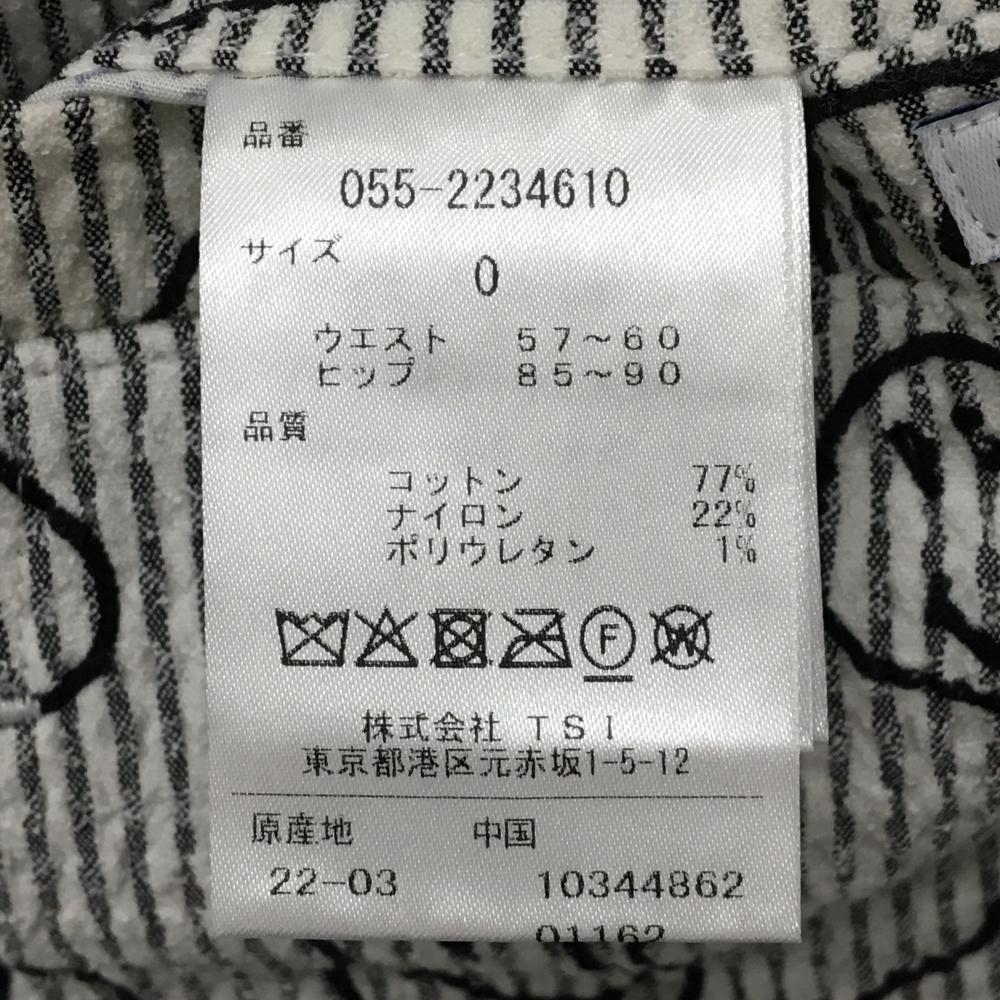 品番
055-2234610
サイズ
0
ウエスト 57～60
ヒップ 85～90
品質
コットン 77%
ナイロン 22%
ポリウレタン 1%
F W
株式会社 TSI
東京都港区元赤坂1-5-12
原産地 中国
22-03 10344862
01162